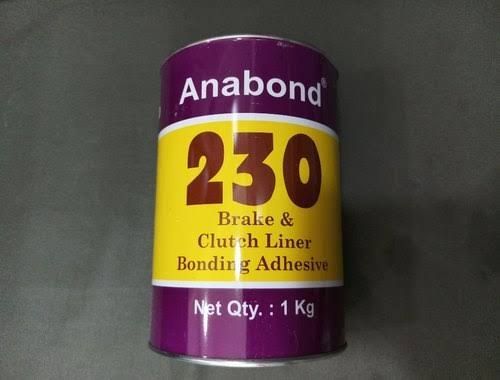 Anabond®
230
Brake &
Clutch Liner
Bonding Adhesive
Net Qty. : 1 Kg